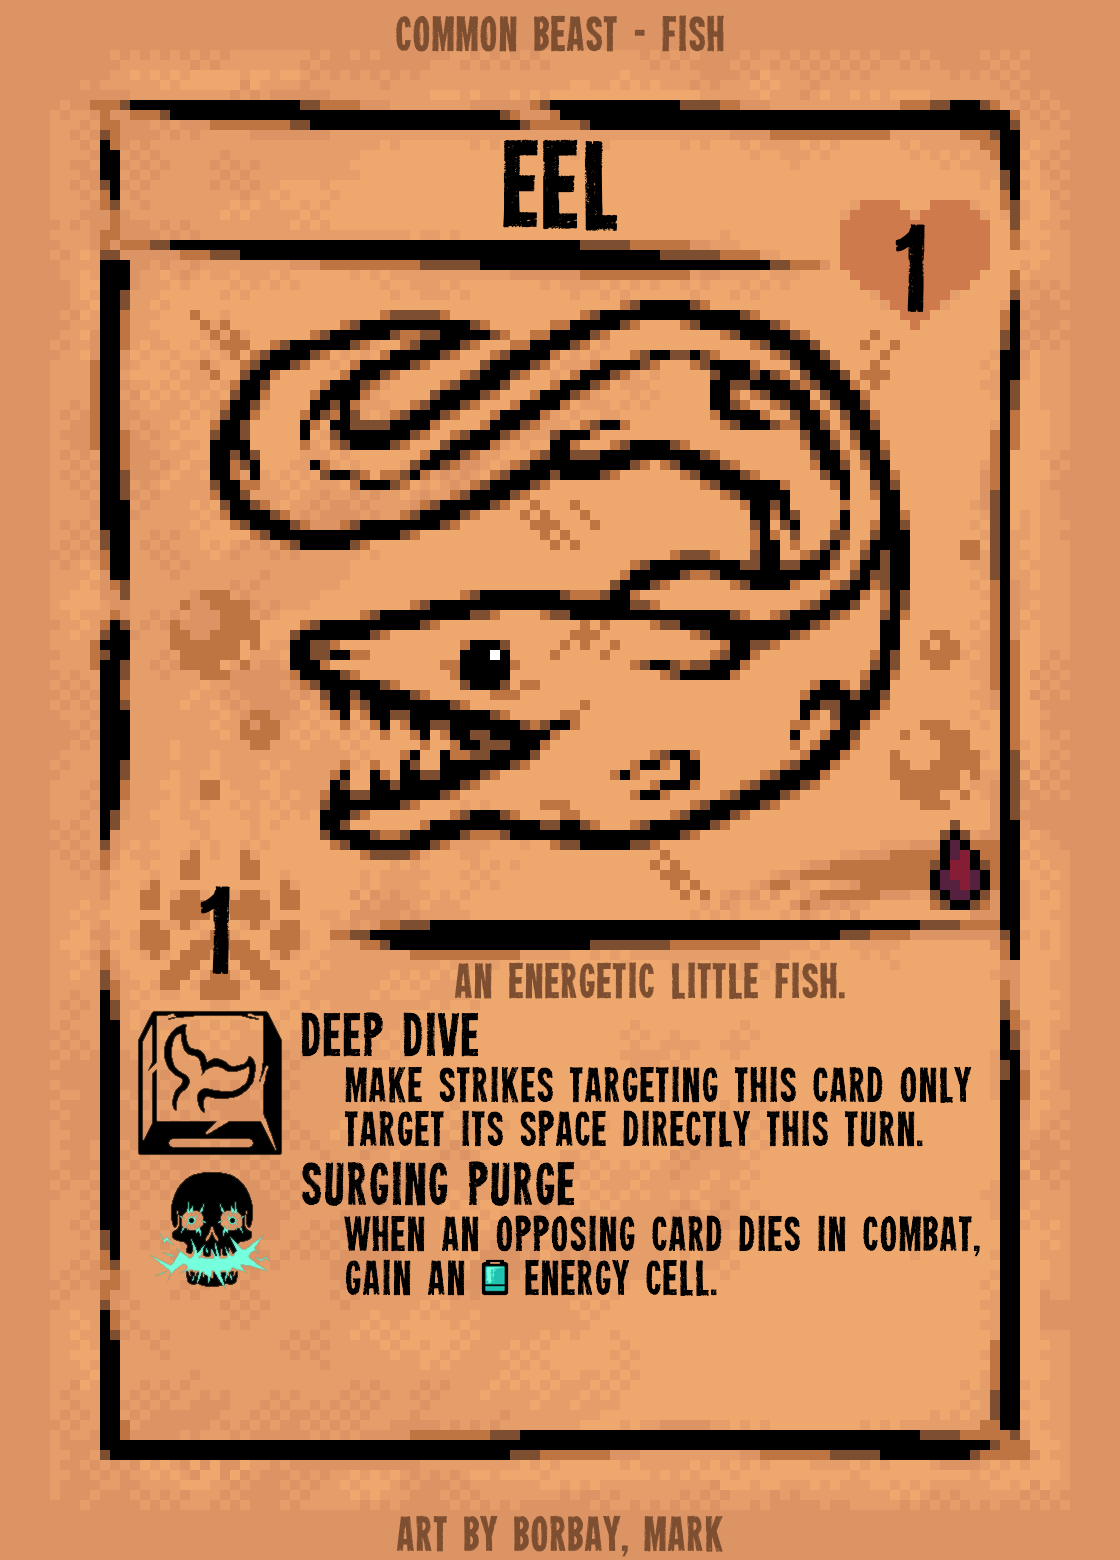 COMMON BEAST - FISH
EEL
1
1
AN ENERGETIC LITTLE FISH.
DEEP DIVE
MAKE STRIKES TARGETING THIS CARD ONLY
TARGET ITS SPACE DIRECTLY THIS TURN.
SURGING PURGE
WHEN AN OPPOSING CARD DIES IN COMBAT,
GAIN AN ENERGY CELL.
ART BY BORBAY, MARK